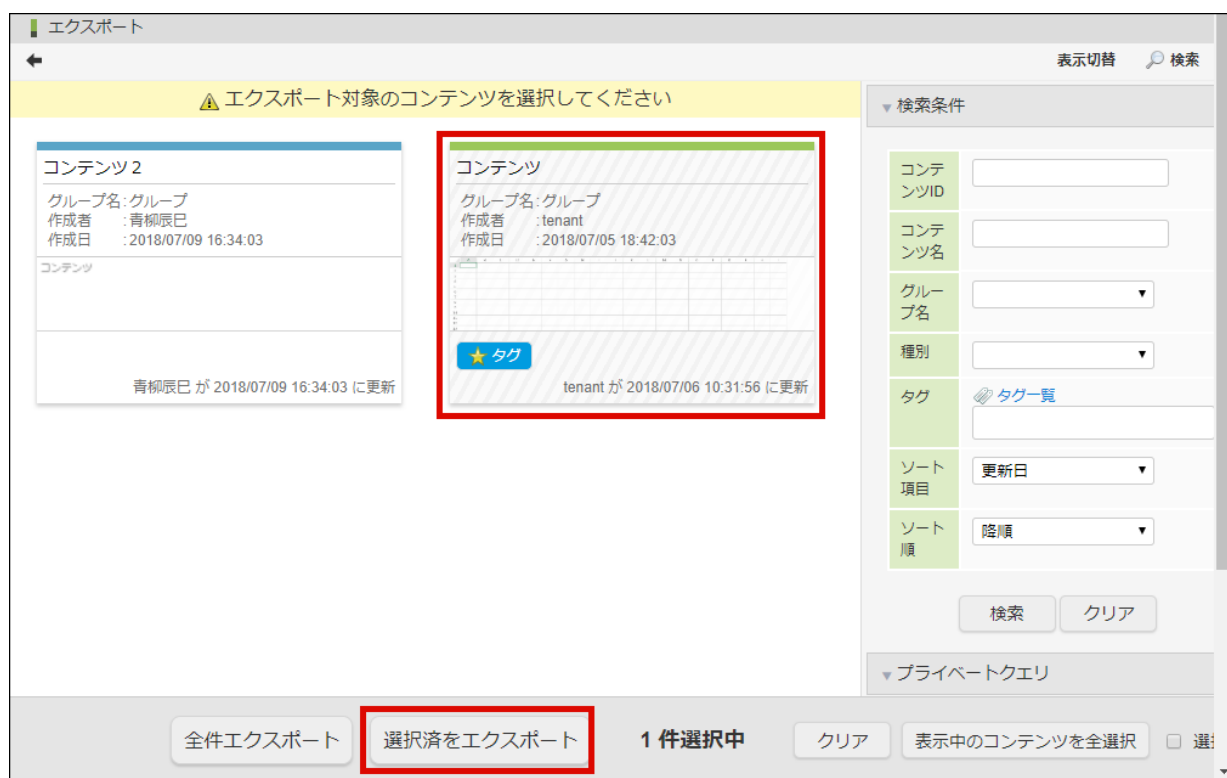 エクスポート
表示切替 検索
エクスポート対象のコンテンツを選択してください
コンテンツ 2
グループ名:グループ
作成者 :青柳辰巳
作成日 :2018/07/09 16:34:03
コンテンツ
青柳辰巳 が 2018/07/09 16:34:03 に更新
コンテンツ
グループ名:グループ
作成者 :tenant
作成日 :2018/07/05 18:42:03
タグ
tenant が 2018/07/06 10:31:56 に更新
検索条件
コンテ
ンツID
コンテ
ンツ名
グルー
プ名
種別
タグ
タグ一覧
ソート
項目
更新日
ソート
順
降順
検索 クリア
プライベートクエリ
全件エクスポート 選択済をエクスポート 1 件選択中 クリア 表示中のコンテンツを全選択 選